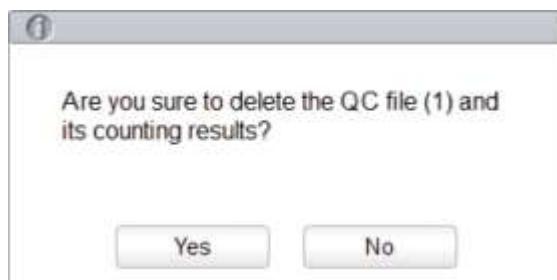 Are you sure to delete the QC file (1) and
its counting results?
Yes No